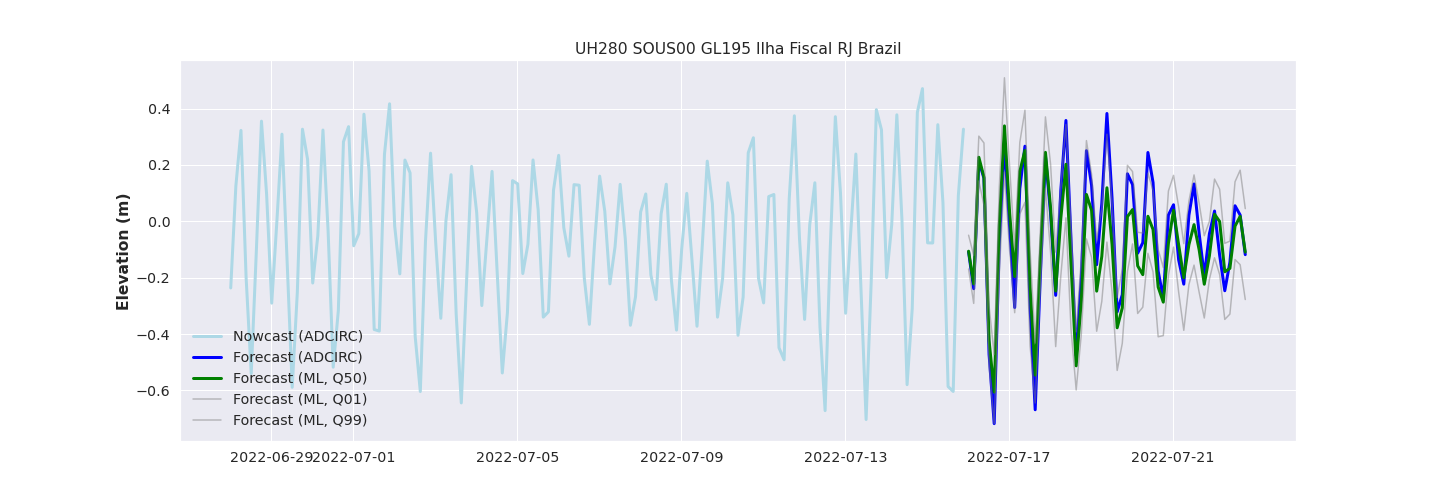 UH280 SOUS00 GL195 Ilha Fiscal RJ Brazil
Elevation (m)
0.4
0.2
0.0
−0.2
−0.4
−0.6
Nowcast (ADCIRC)
Forecast (ADCIRC)
Forecast (ML, Q50)
Forecast (ML, Q01)
Forecast (ML, Q99)
2022-06-29 2022-07-01 2022-07-05 2022-07-09 2022-07-13 2022-07-17 2022-07-21